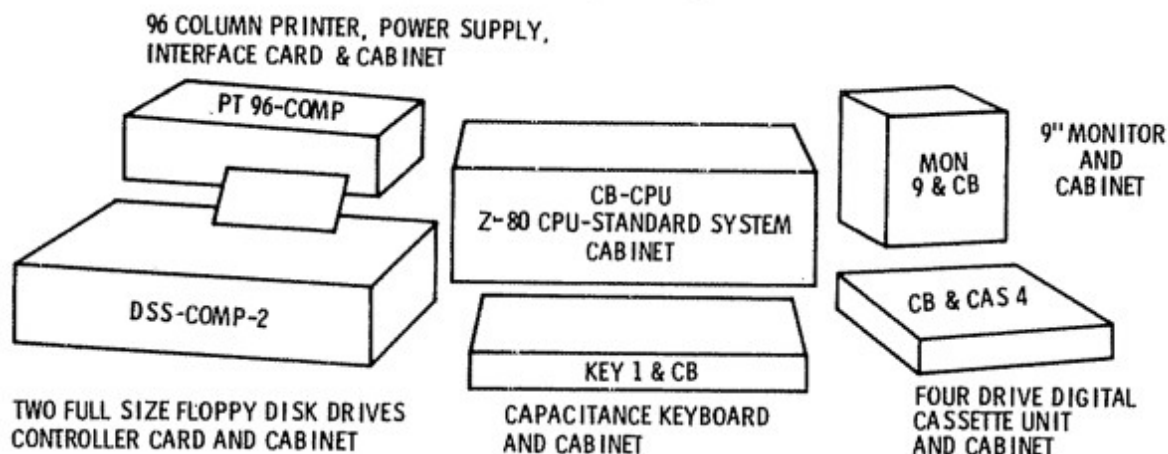 96 COLUMN PRINTER, POWER SUPPLY,
INTERFACE CARD & CABINET
PT 96-COMP
DSS-COMP-2
TWO FULL SIZE FLOPPY DISK DRIVES
CONTROLLER CARD AND CABINET
CB-CPU
Z-80 CPU-STANDARD SYSTEM
CABINET
KEY 1 & CB
CAPACITANCE KEYBOARD
AND CABINET
MON
9 & CB
9" MONITOR
AND
CABINET
CB & CAS 4
FOUR DRIVE DIGITAL
CASSETTE UNIT
AND CABINET